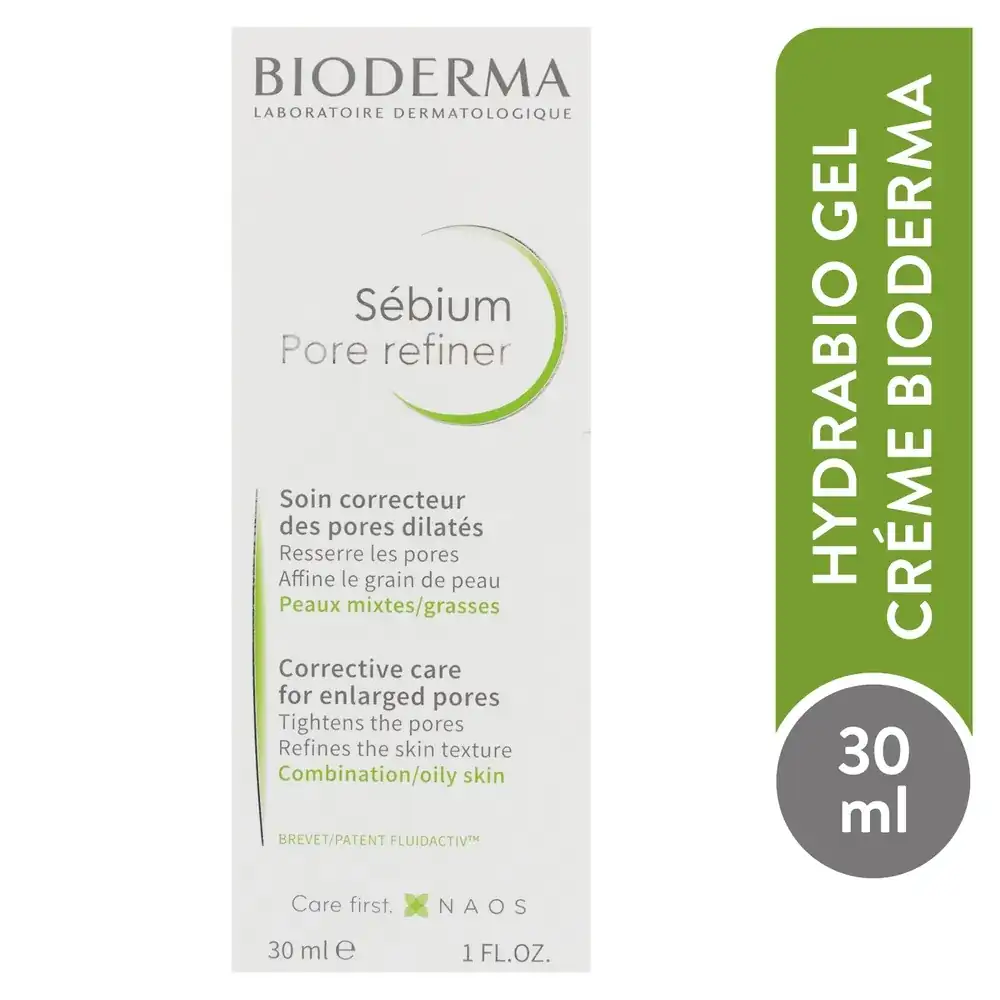 BIODERMA
LABORATOIRE DERMATOLOGIQUE
Sébium
Pore refiner
Soin correcteur
des pores dilatés
Resserre les pores
Affine le grain de peau
Peaux mixtes/grasses
Corrective care
for enlarged pores
Tightens the pores
Refines the skin texture
Combination/oily skin
BREVET/PATENT FLUIDACTIV™
Care first. NAOS
30 ml ℮ 1 FL.OZ.
HYDRABIO GEL
CRÉME BIODERMA
30
ml